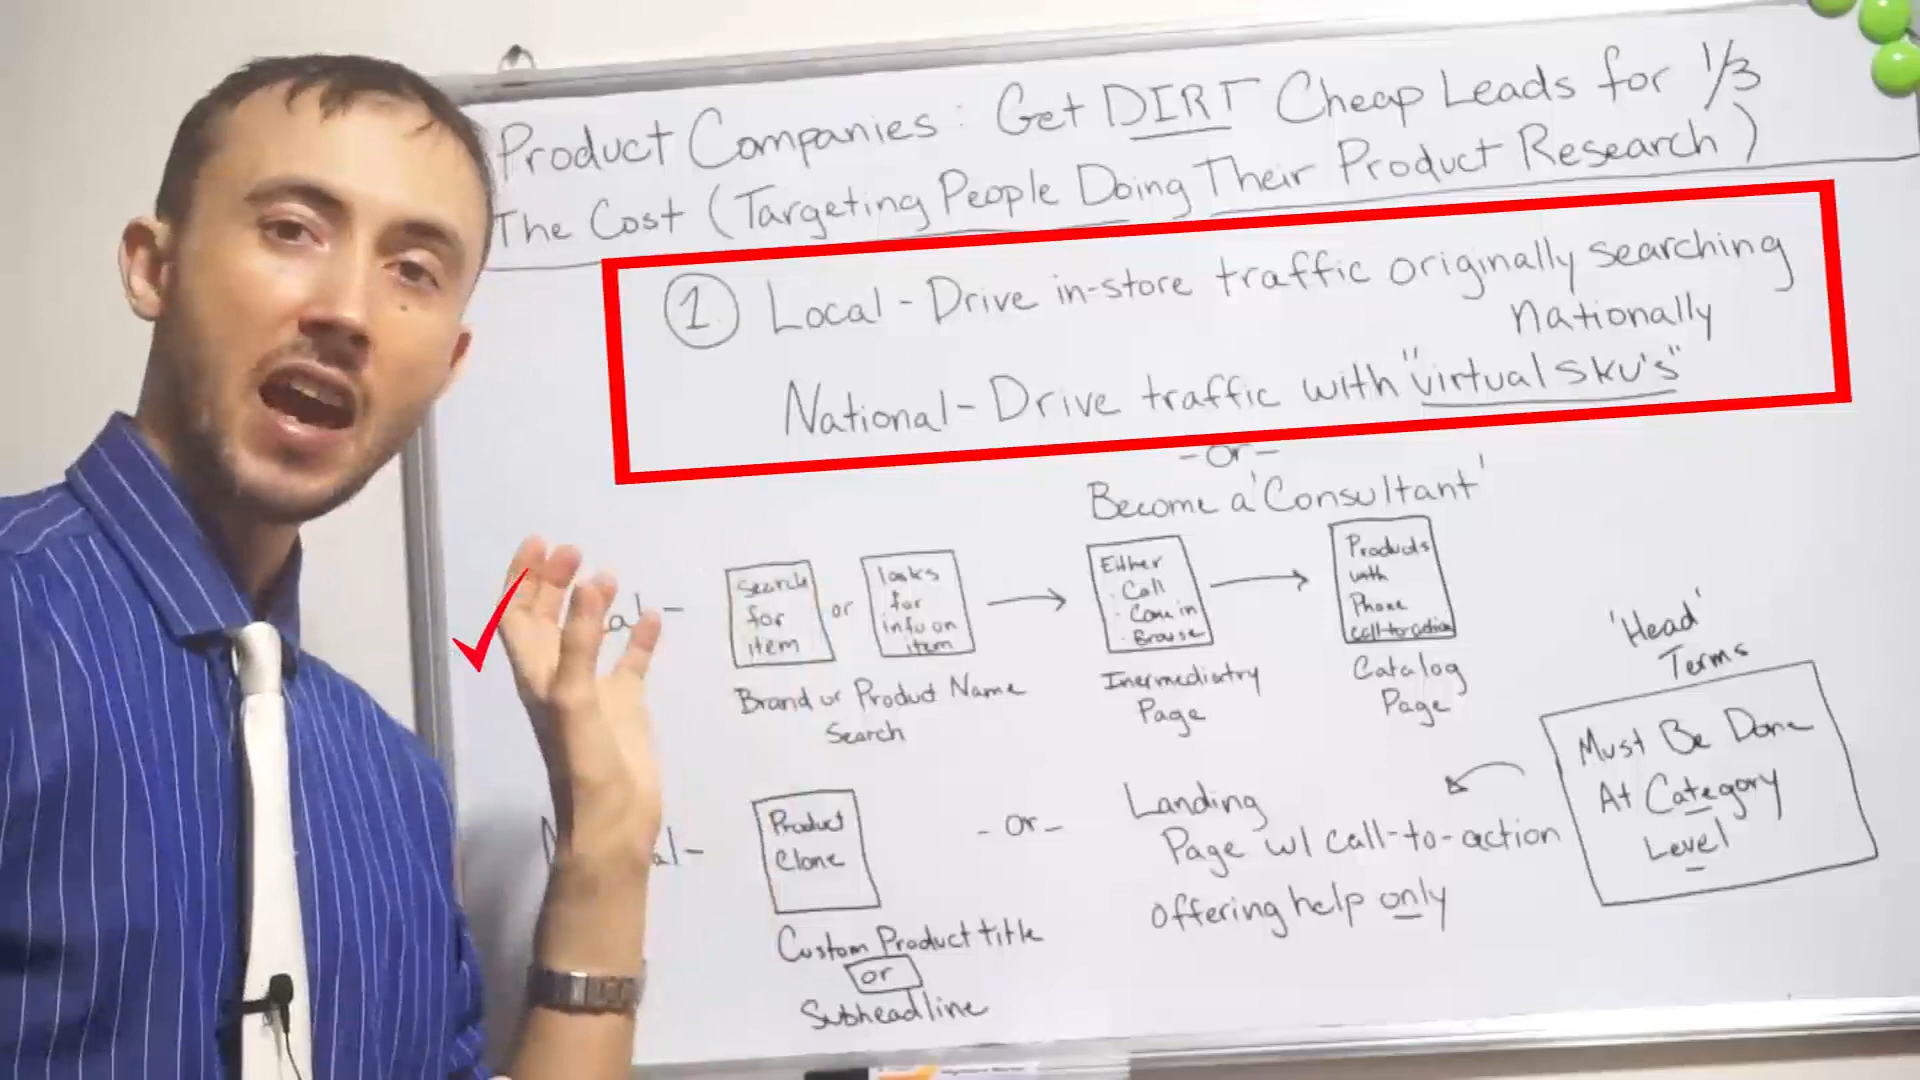 Product Companies: Get DIRT Cheap Leads for 1/3
The Cost (Targeting People Doing Their Product Research)
1 Local - Drive in-store traffic originally searching
Nationally
National - Drive traffic with "virtual sku's"
- or -
Become a 'Consultant'
al -
Search
for
item
or
looks
for
info on
item
Brand or Product Name
Search
Either
· Call
· Come in
· Browse
Inermediatry
Page
Products
with
Phone
call-to-action
Catalog
Page
'Head'
Terms
Must Be Done
At Category
Level
al -
Product
Clone
Custom Product title
or
Subheadline
- or -
Landing
Page w/ call-to-action
offering help only